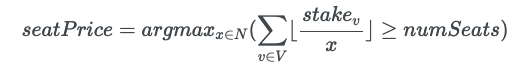 seatPrice = argmax_{x∈N}(∑_{v∈V} ⌊stake_v / x⌋ ≥ numSeats)